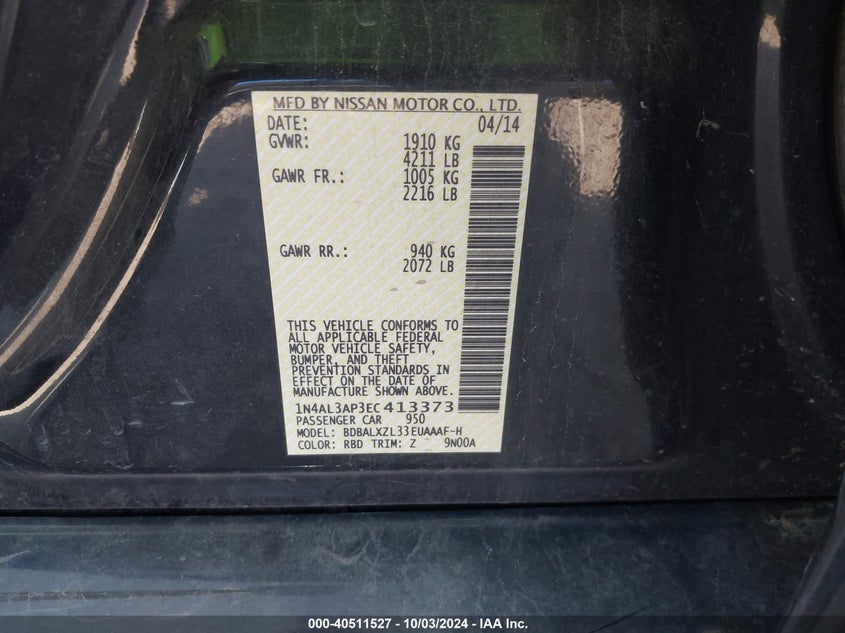 MFD BY NISSAN MOTOR CO., LTD.
DATE: 04/14
GVWR: 1910 KG
4211 LB
GAWR FR.: 1005 KG
2216 LB
GAWR RR.: 940 KG
2072 LB
THIS VEHICLE CONFORMS TO
ALL APPLICABLE FEDERAL
MOTOR VEHICLE SAFETY,
BUMPER, AND THEFT
PREVENTION STANDARDS IN
EFFECT ON THE DATE OF
MANUFACTURE SHOWN ABOVE.
1N4AL3AP3EC413373
PASSENGER CAR 950
MODEL: BDBALXZL33EUAAAF-H
COLOR: RBD TRIM: Z 9N00A
000-40511527 - 10/03/2024 - IAA Inc.